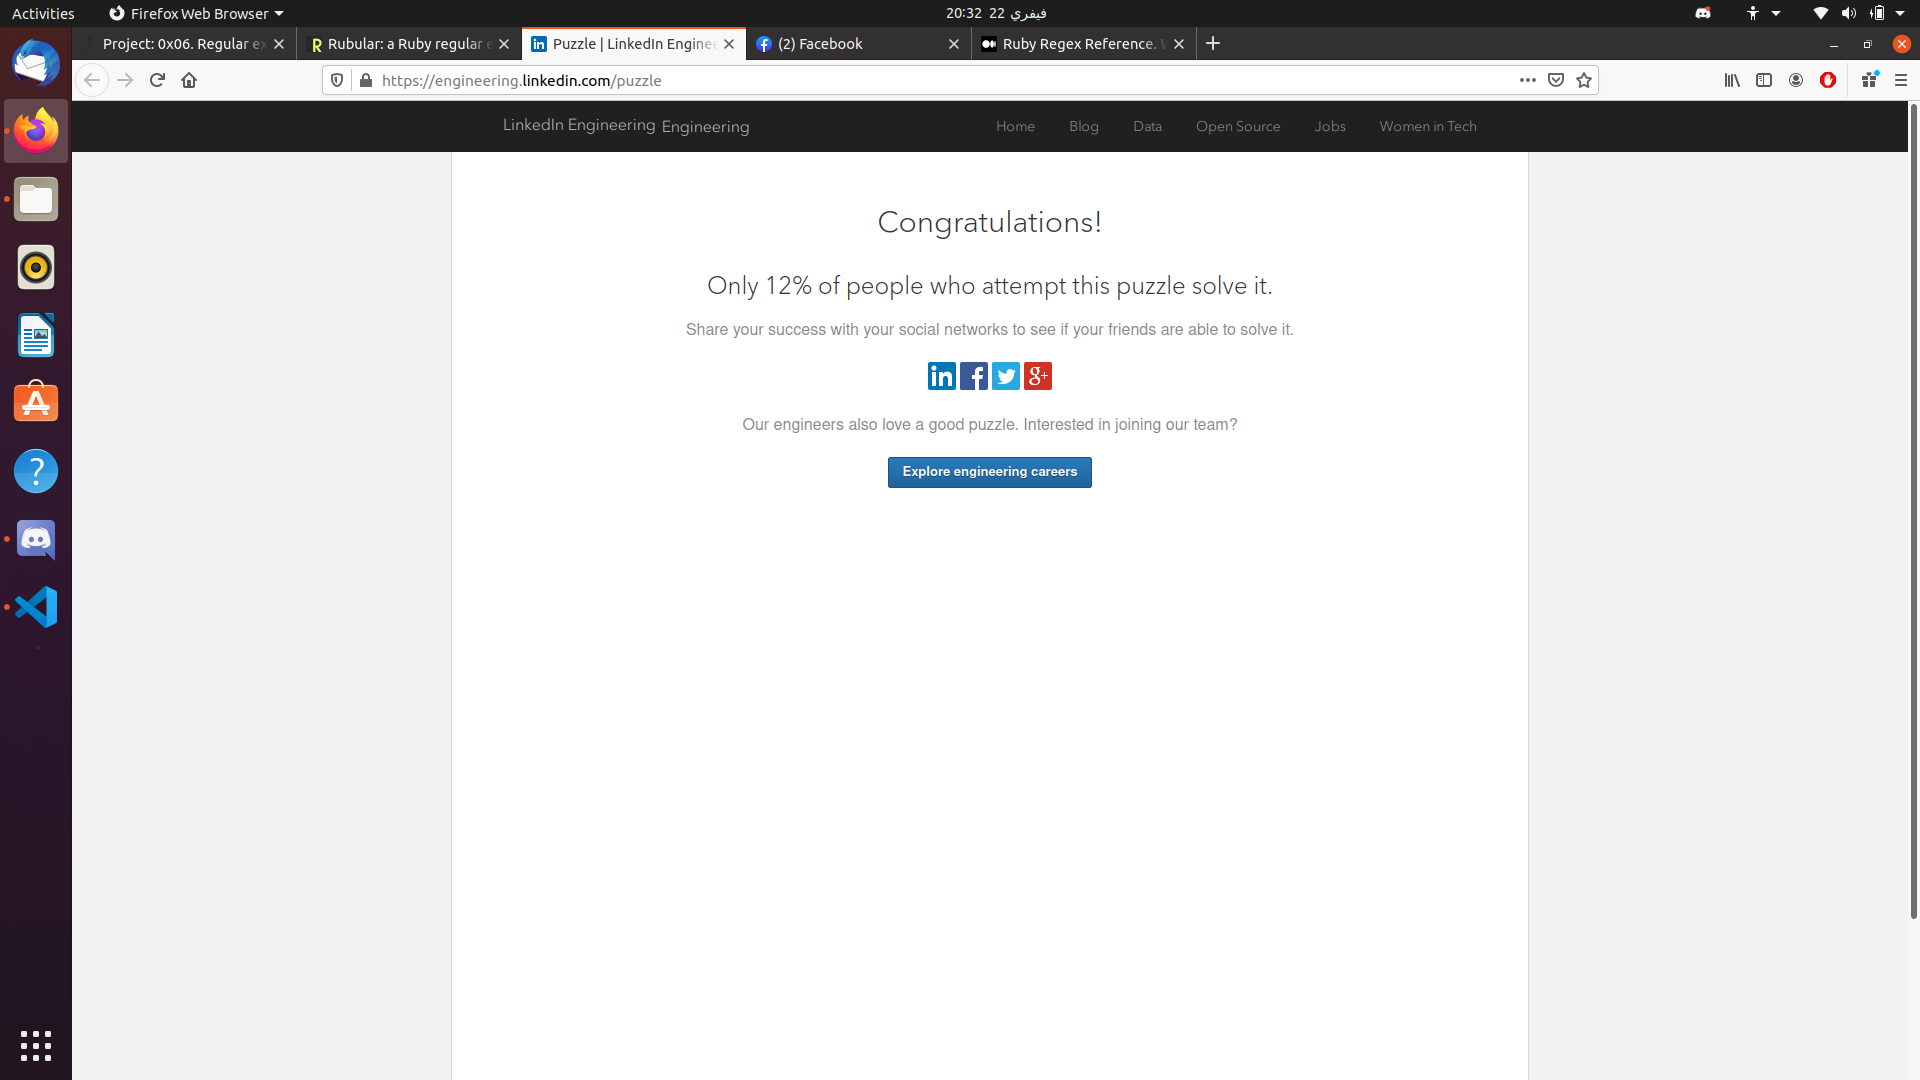 Activities Firefox Web Browser 20:32 22 فيفري
Project: 0x06. Regular ex Rubular: a Ruby regular e Puzzle | LinkedIn Enginee (2) Facebook Ruby Regex Reference. W
https://engineering.linkedin.com/puzzle
LinkedIn Engineering Engineering Home Blog Data Open Source Jobs Women in Tech
Congratulations!
Only 12% of people who attempt this puzzle solve it.
Share your success with your social networks to see if your friends are able to solve it.
in f g+
Our engineers also love a good puzzle. Interested in joining our team?
Explore engineering careers